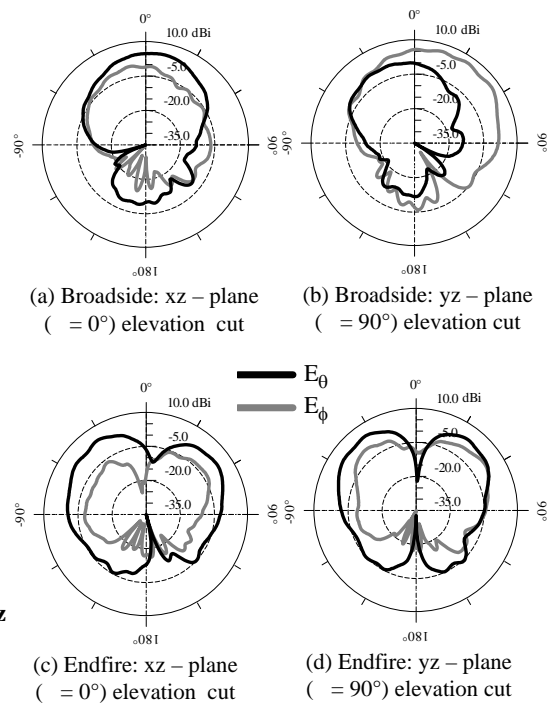 0°
10.0 dBi
-5.0
-20.0
-35.0
-90°
90°
180°
0°
10.0 dBi
-5.0
-20.0
-35.0
-90°
90°
180°
(a) Broadside: xz – plane
( = 0°) elevation cut
(b) Broadside: yz – plane
( = 90°) elevation cut
E_θ
E_ϕ
0°
10.0 dBi
-5.0
-20.0
-35.0
-90°
90°
180°
0°
10.0 dBi
-5.0
-20.0
-35.0
-90°
90°
180°
z
(c) Endfire: xz – plane
( = 0°) elevation cut
(d) Endfire: yz – plane
( = 90°) elevation cut